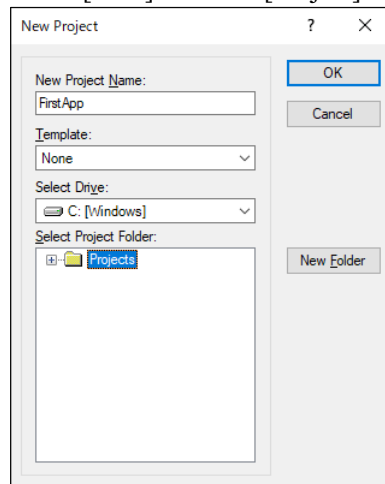 New Project ? ×
New Project Name:
OK
FirstApp
Cancel
Template:
None
Select Drive:
C: [Windows]
Select Project Folder:
Projects
New Folder